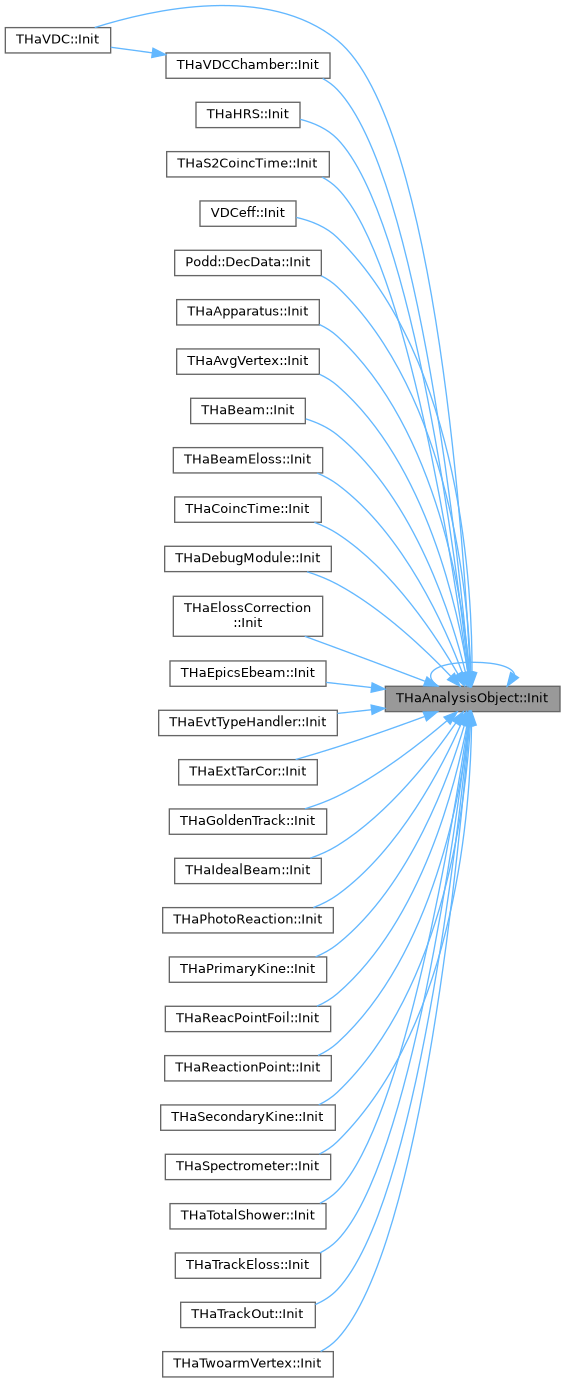 THaVDC::Init
THaVDCChamber::Init
THaHRS::Init
THaS2CoincTime::Init
VDCeff::Init
Podd::DecData::Init
THaApparatus::Init
THaAvgVertex::Init
THaBeam::Init
THaBeamEloss::Init
THaCoincTime::Init
THaDebugModule::Init
THaElossCorrection
::Init
THaEpicsEbeam::Init
THaAnalysisObject::Init
THaEvtTypeHandler::Init
THaExtTarCor::Init
THaGoldenTrack::Init
THaIdealBeam::Init
THaPhotoReaction::Init
THaPrimaryKine::Init
THaReacPointFoil::Init
THaReactionPoint::Init
THaSecondaryKine::Init
THaSpectrometer::Init
THaTotalShower::Init
THaTrackEloss::Init
THaTrackOut::Init
THaTwoarmVertex::Init